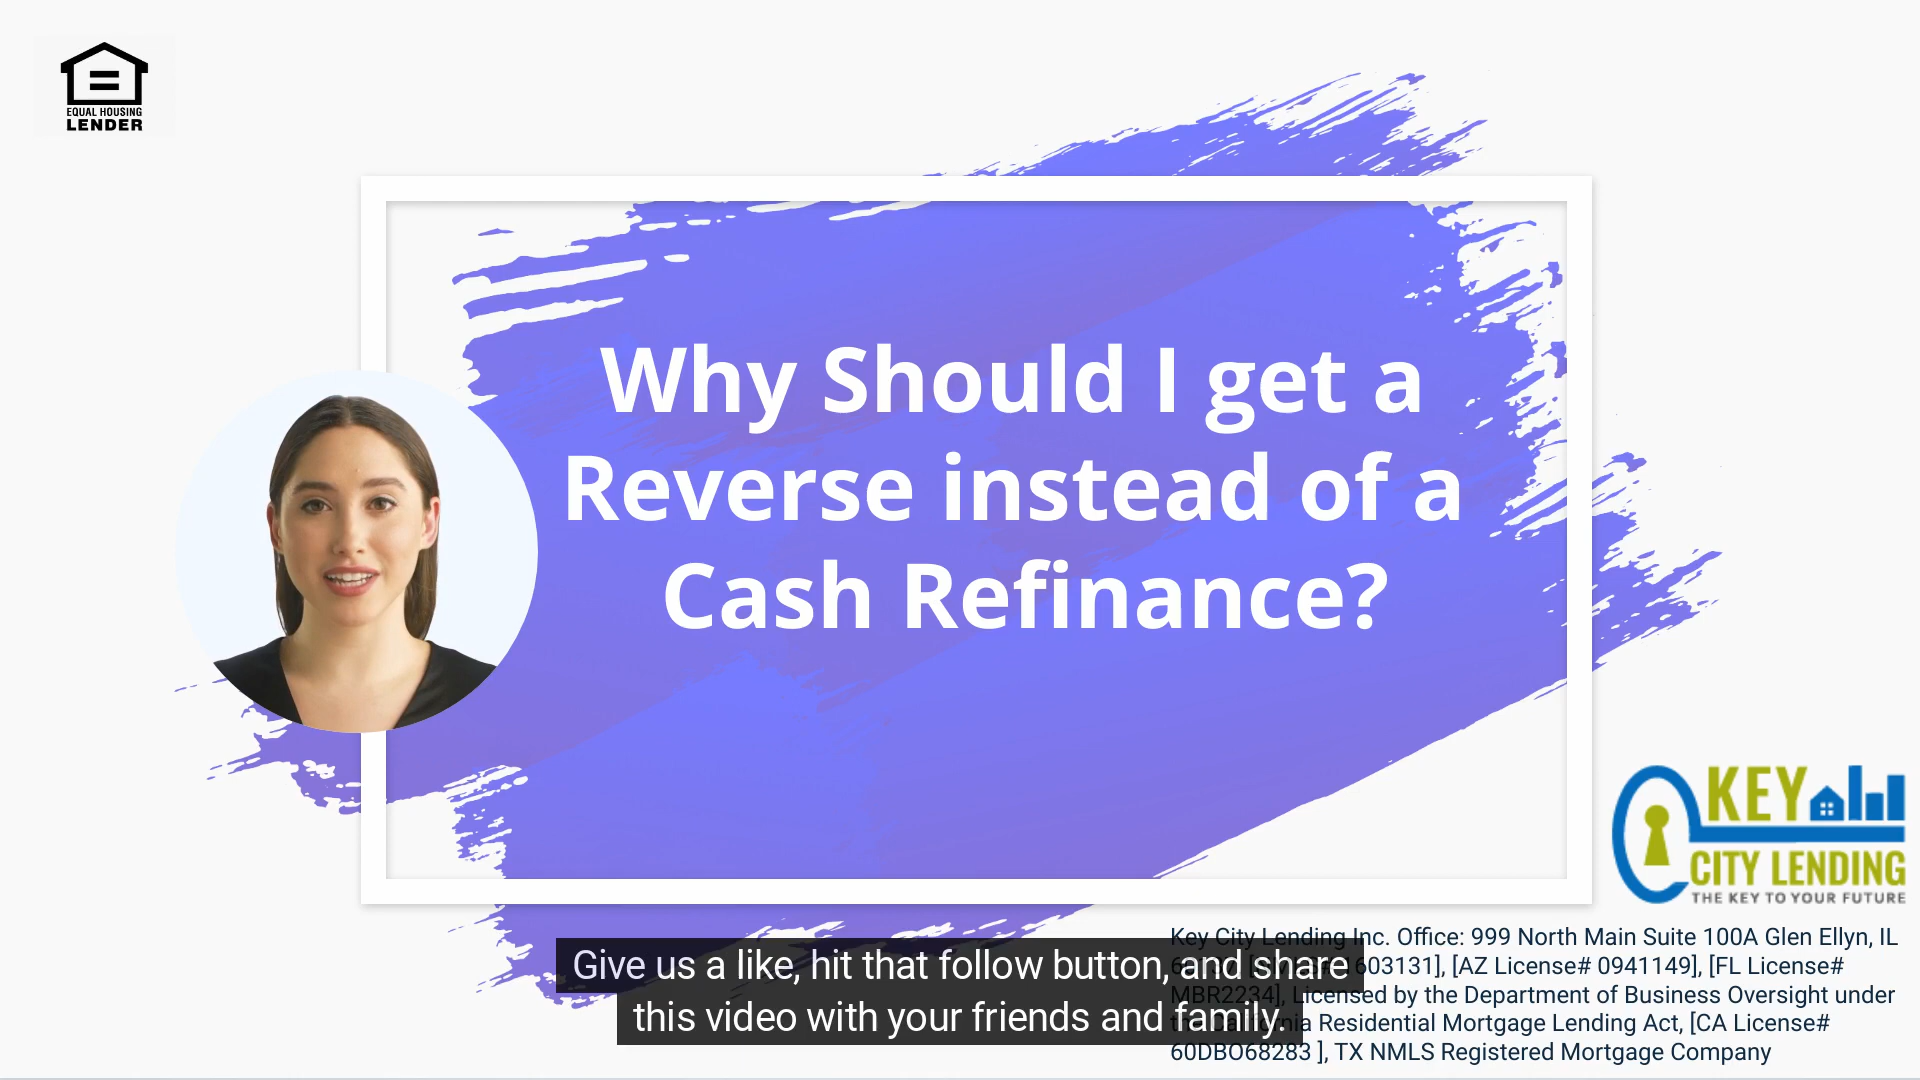 EQUAL HOUSING
LENDER
Why Should I get a
Reverse instead of a
Cash Refinance?
KEY
CITY LENDING
THE KEY TO YOUR FUTURE
Key City Lending Inc. Office: 999 North Main Suite 100A Glen Ellyn, IL
603131], [AZ License# 0941149], [FL License#
MBR2234], Licensed by the Department of Business Oversight under
the California Residential Mortgage Lending Act, [CA License#
60DBO68283 ], TX NMLS Registered Mortgage Company
Give us a like, hit that follow button, and share
this video with your friends and family.